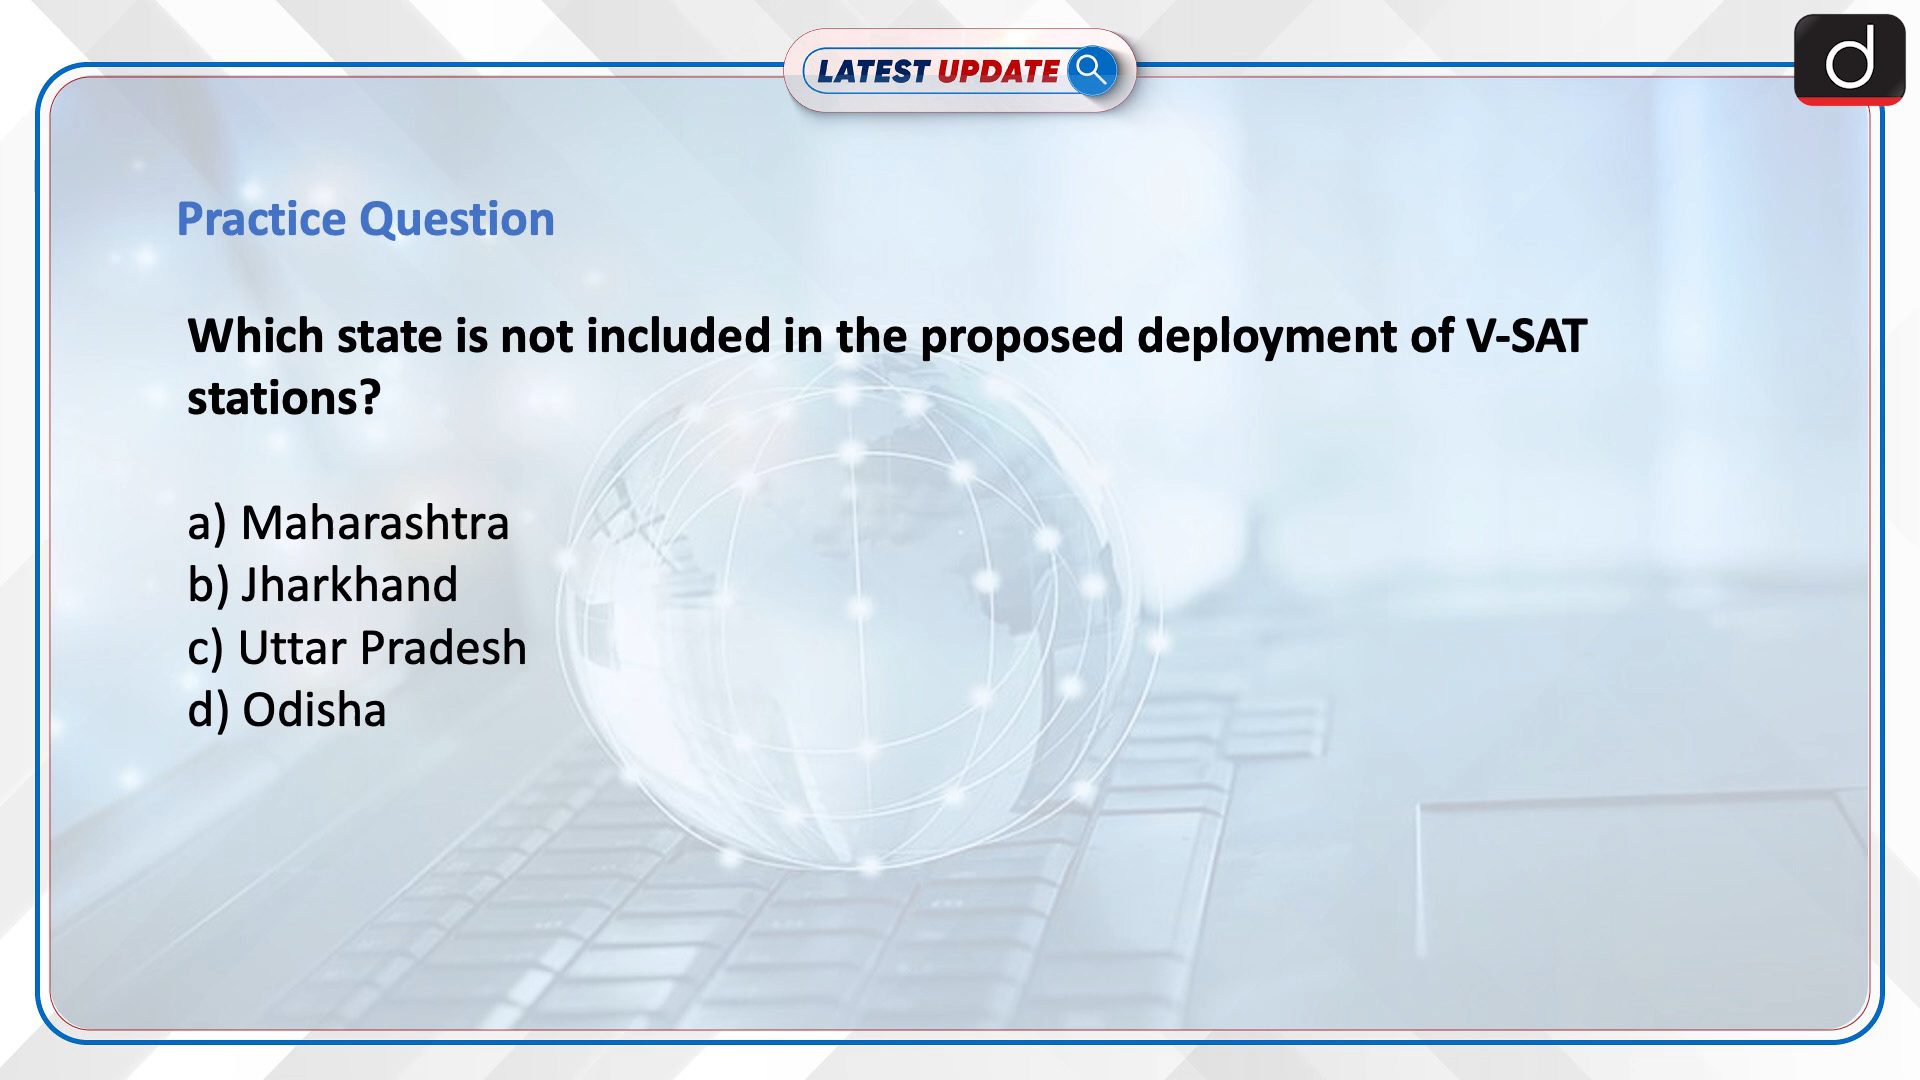 LATEST UPDATE
d
Practice Question
Which state is not included in the proposed deployment of V-SAT
stations?
a) Maharashtra
b) Jharkhand
c) Uttar Pradesh
d) Odisha